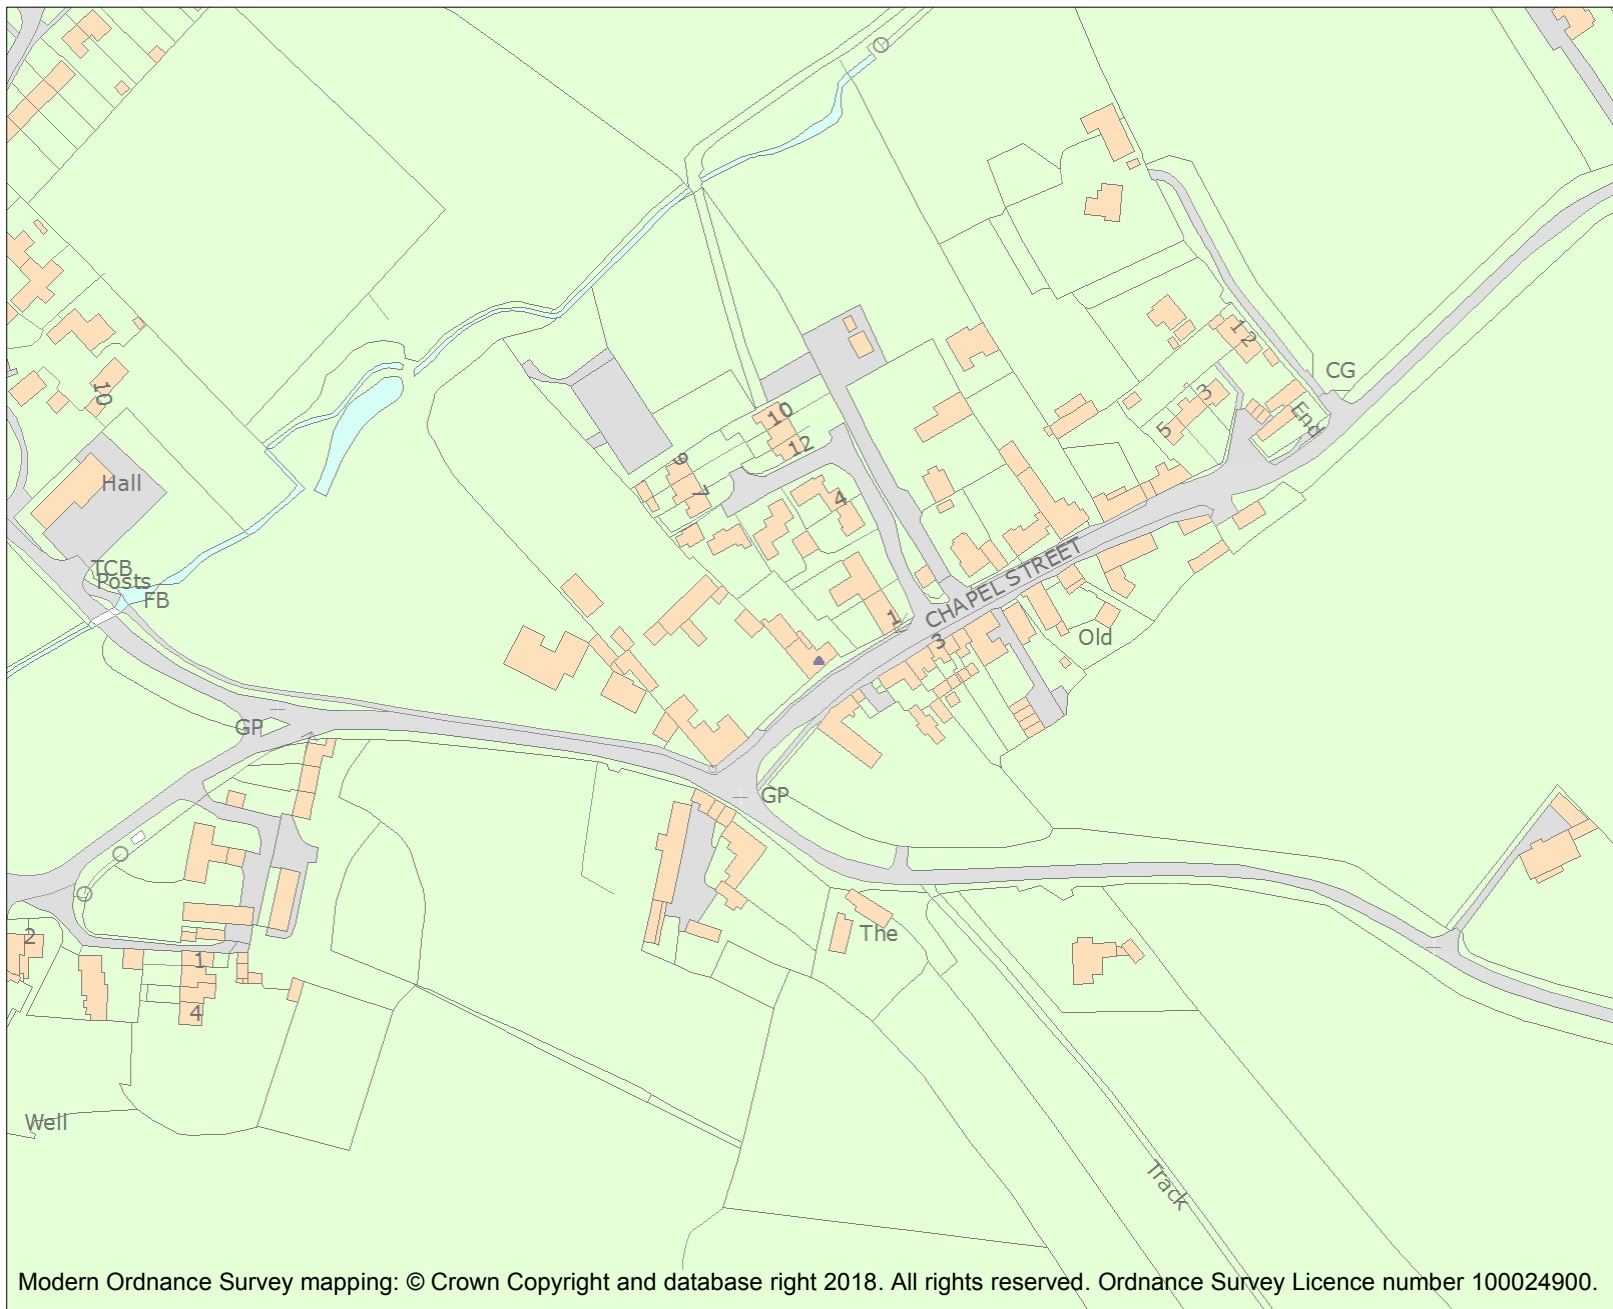 10
Hall
TCB
Posts
FB
GP
2
1
4
Well
9
7
10
12
4
1
3
CHAPEL STREET
Old
GP
The
Track
12
3
5
End
CG
Modern Ordnance Survey mapping: © Crown Copyright and database right 2018. All rights reserved. Ordnance Survey Licence number 100024900.